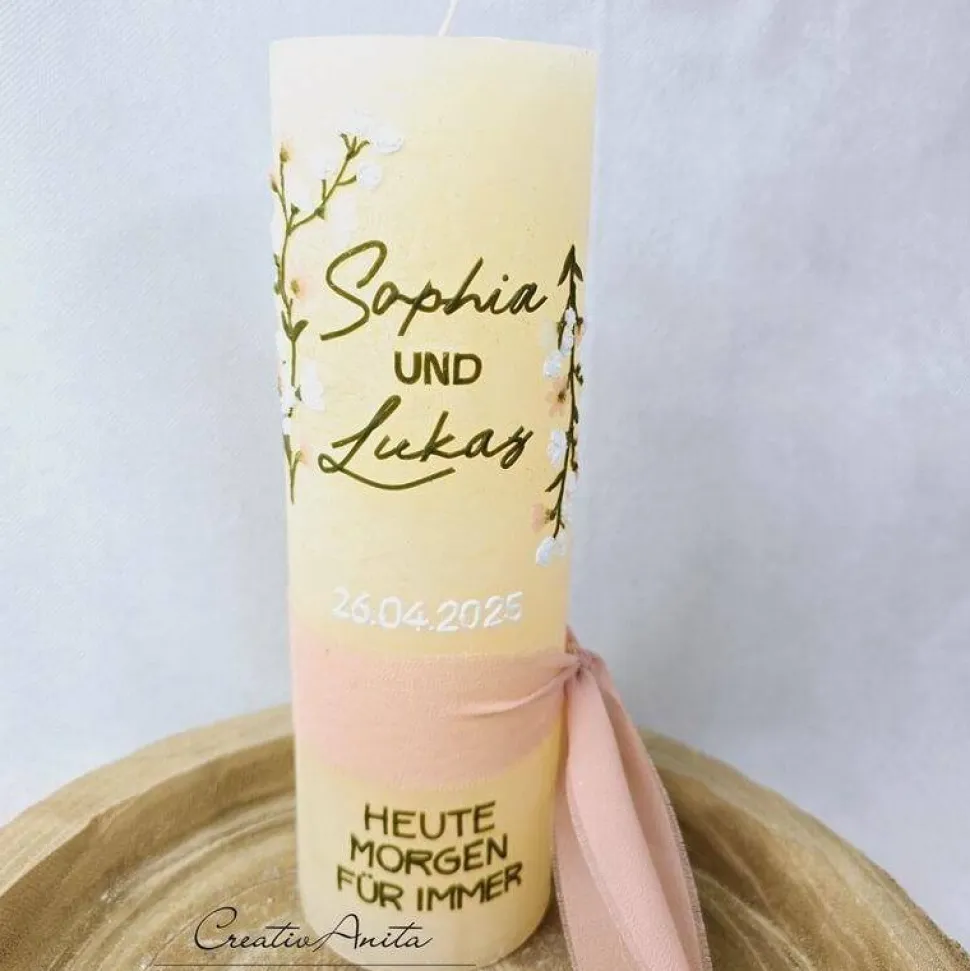 Sophia
UND
Lukas
26.04.2025
HEUTE
MORGEN
FÜR IMMER
CreativAnita